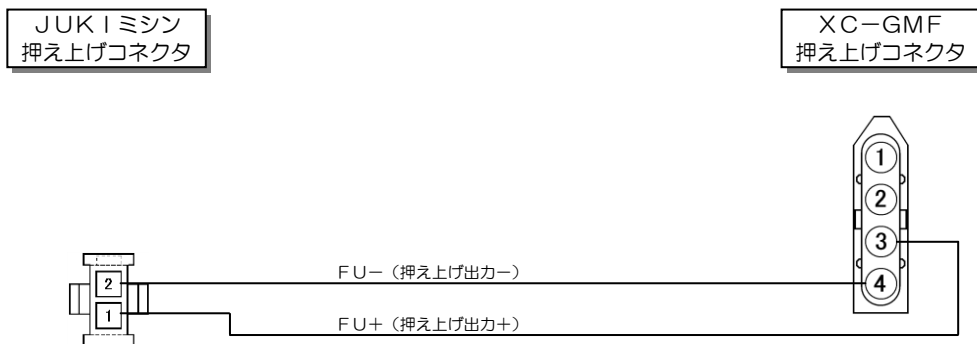 JUKIミシン
押え上げコネクタ
XC－GMF
押え上げコネクタ
1
2
3
4
FU－（押え上げ出力－）
2
1
FU＋（押え上げ出力＋）